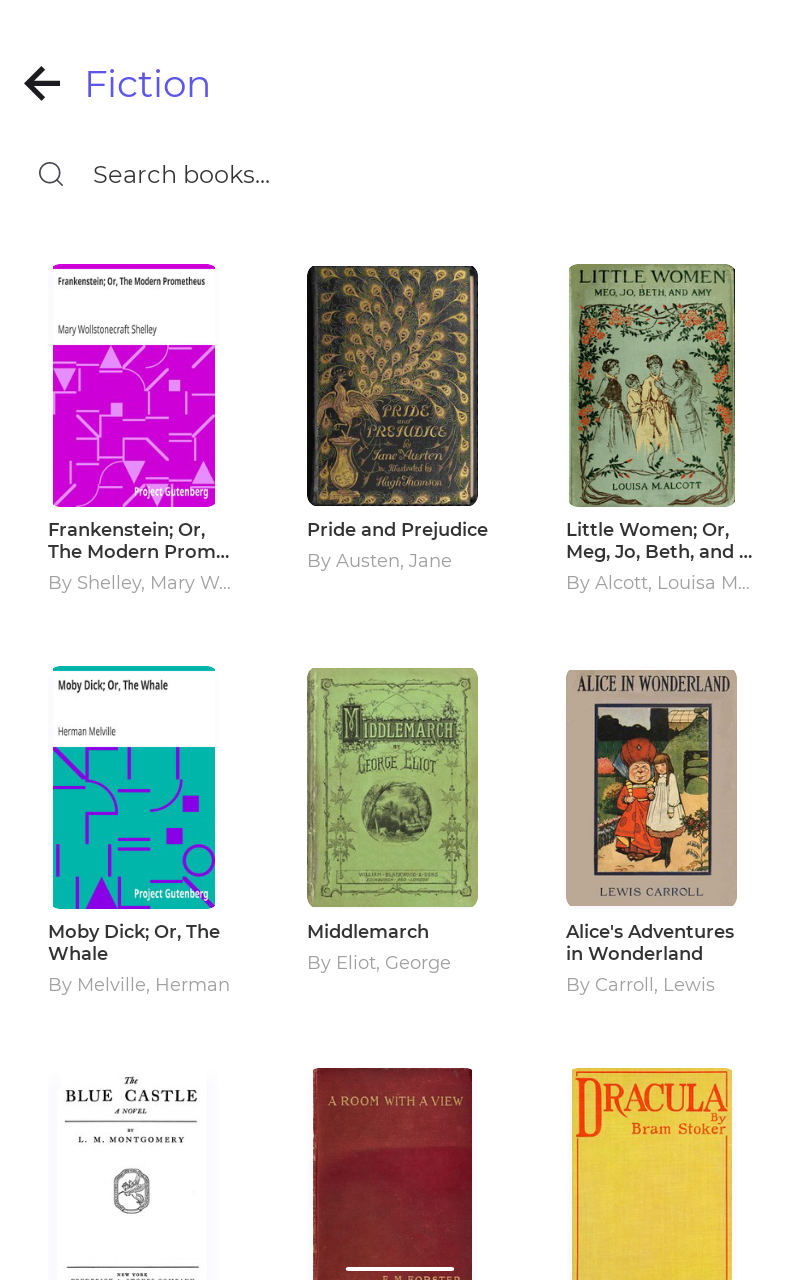 Fiction
Search books...
Frankenstein; Or, The Modern Prometheus
Mary Wollstonecraft Shelley
Project Gutenberg
Frankenstein; Or,
The Modern Prom...
By Shelley, Mary W...
PRIDE
and
PREJUDICE
by
Jane Austen
Illustrated by
Hugh Thomson
Pride and Prejudice
By Austen, Jane
LITTLE WOMEN
MEG, JO, BETH, AND AMY
LOUISA M. ALCOTT
Little Women; Or,
Meg, Jo, Beth, and ...
By Alcott, Louisa M...
Moby Dick; Or, The Whale
Herman Melville
Project Gutenberg
Moby Dick; Or, The
Whale
By Melville, Herman
MIDDLEMARCH
BY
GEORGE ELIOT
WILLIAM BLACKWOOD & SONS
EDINBURGH AND LONDON
Middlemarch
By Eliot, George
ALICE IN WONDERLAND
LEWIS CARROLL
Alice's Adventures
in Wonderland
By Carroll, Lewis
The
BLUE CASTLE
A NOVEL
BY
L. M. MONTGOMERY
NEW YORK
A ROOM WITH A VIEW
E. M. FORSTER
DRACULA
By
Bram Stoker